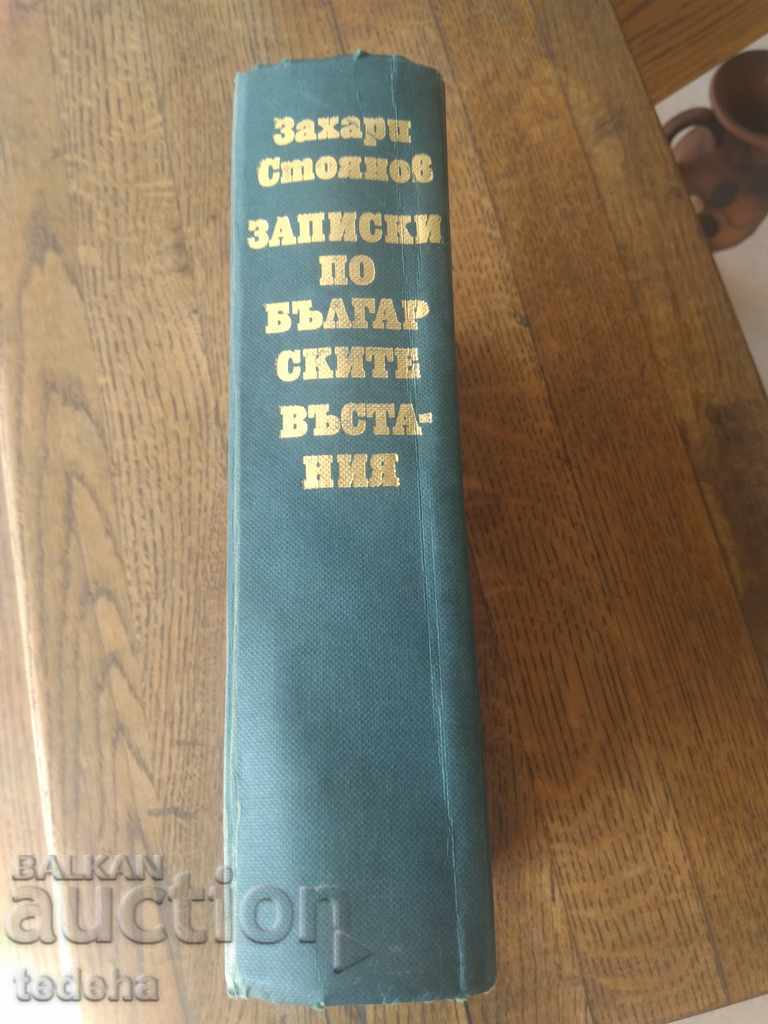 Захари
Стоянов
ЗАПИСКИ
ПО
БЪЛГАР
СКИТЕ
ВЪСТА-
НИЯ
BALKAN
auction
tedeha